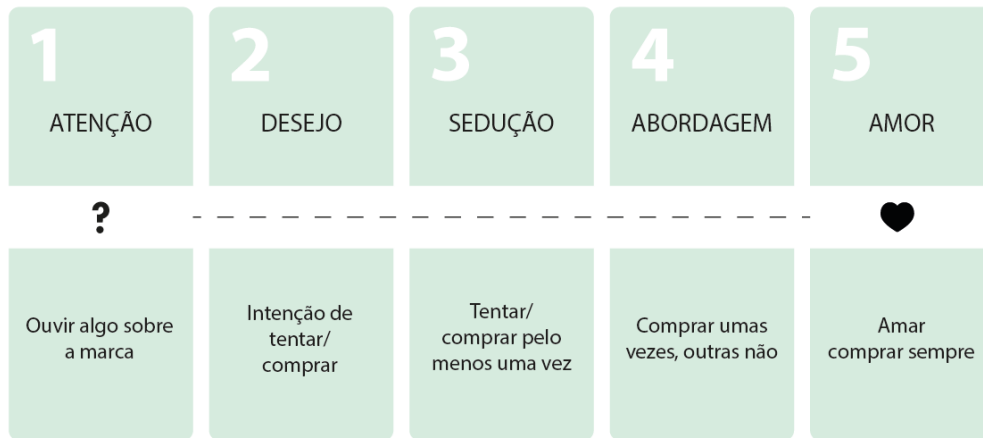 1
ATENÇÃO
2
DESEJO
3
SEDUÇÃO
4
ABORDAGEM
5
AMOR
?
Ouvir algo sobre
a marca
Intenção de
tentar/
comprar
Tentar/
comprar pelo
menos uma vez
Comprar umas
vezes, outras não
Amar
comprar sempre